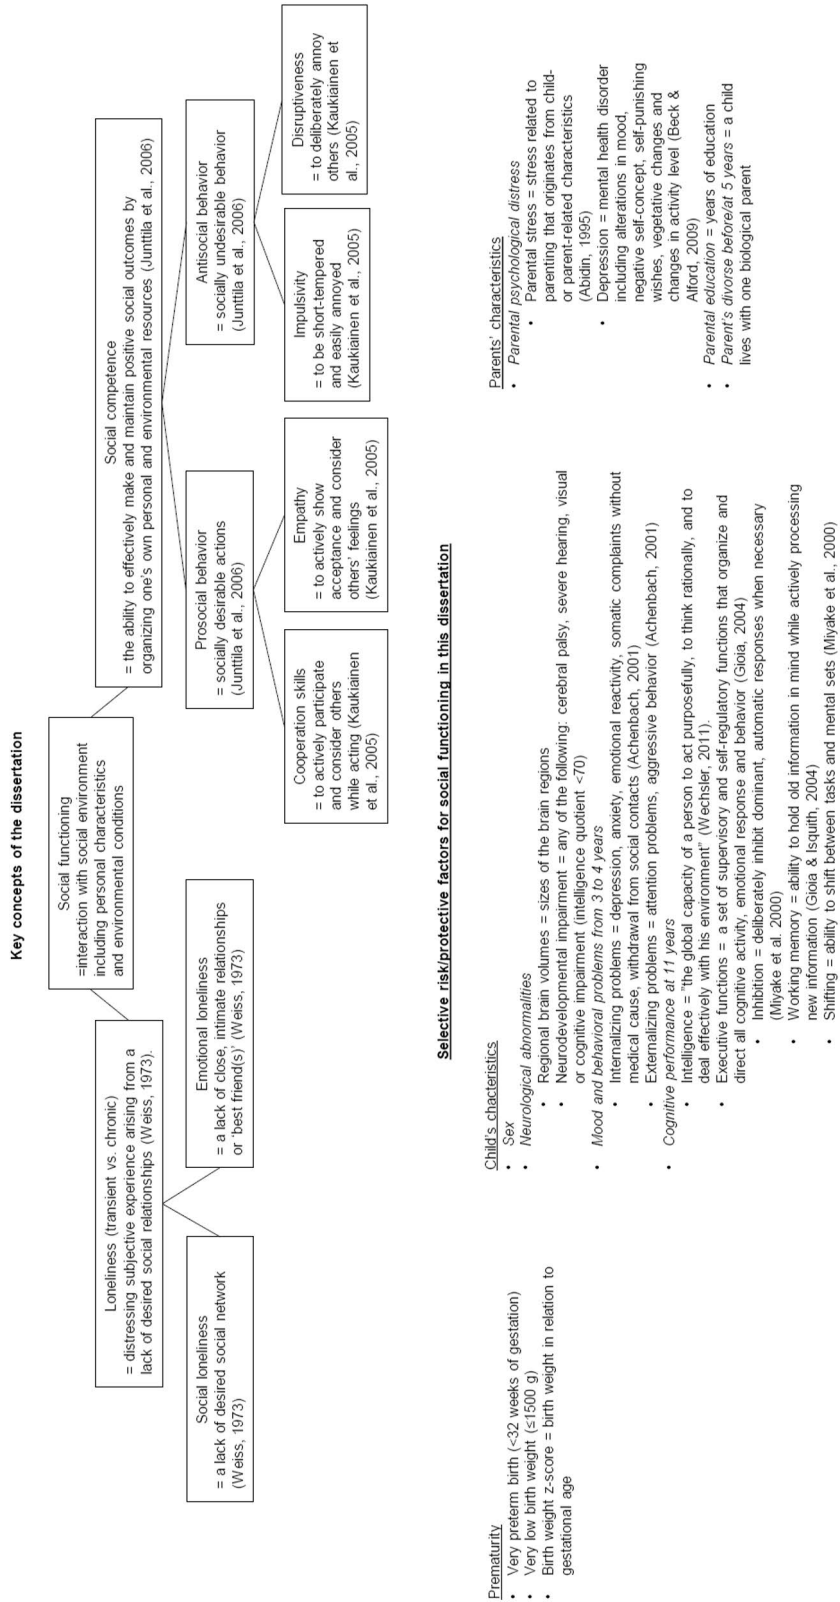 Key concepts of the dissertation
Social functioning
=interaction with social environment
including personal characteristics
and environmental conditions
Loneliness (transient vs. chronic)
= distressing subjective experience arising from a
lack of desired social relationships (Weiss, 1973).
Social competence
= the ability to effectively make and maintain positive social outcomes by
organizing one's own personal and environmental resources (Junttila et al., 2006)
Social loneliness
= a lack of desired social network
(Weiss, 1973)
Emotional loneliness
= a lack of close, intimate relationships
or 'best friend(s)' (Weiss, 1973)
Prosocial behavior
= socially desirable actions
(Junttila et al., 2006)
Antisocial behavior
= socially undesirable behavior
(Junttila et al., 2006)
Cooperation skills
= to actively participate
and consider others
while acting (Kaukiainen
et al., 2005)
Empathy
= to actively show
acceptance and consider
others' feelings
(Kaukiainen et al., 2005)
Impulsivity
= to be short-tempered
and easily annoyed
(Kaukiainen et al., 2005)
Disruptiveness
= to deliberately annoy
others (Kaukiainen et
al., 2005)
Selective risk/protective factors for social functioning in this dissertation
Prematurity
• Very preterm birth (<32 weeks of gestation)
• Very low birth weight (≤1500 g)
• Birth weight z-score = birth weight in relation to
gestational age
Child's chacteristics
• Sex
• Neurological abnormalities
• Regional brain volumes = sizes of the brain regions
• Neurodevelopmental impairment = any of the following: cerebral palsy, severe hearing, visual
or cognitive impairment (intelligence quotient <70)
• Mood and behavioral problems from 3 to 4 years
• Internalizing problems = depression, anxiety, emotional reactivity, somatic complaints without
medical cause, withdrawal from social contacts (Achenbach, 2001)
• Externalizing problems = attention problems, aggressive behavior (Achenbach, 2001)
• Cognitive performance at 11 years
• Intelligence = "the global capacity of a person to act purposefully, to think rationally, and to
deal effectively with his environment" (Wechsler, 2011).
• Executive functions = a set of supervisory and self-regulatory functions that organize and
direct all cognitive activity, emotional response and behavior (Gioia, 2004)
• Inhibition = deliberately inhibit dominant, automatic responses when necessary
(Miyake et al. 2000)
• Working memory = ability to hold old information in mind while actively processing
new information (Gioia & Isquith, 2004)
• Shifting = ability to shift between tasks and mental sets (Miyake et al., 2000)
Parents' characteristics
• Parental psychological distress
• Parental stress = stress related to
parenting that originates from child-
or parent-related characteristics
(Abidin, 1995)
• Depression = mental health disorder
including alterations in mood,
negative self-concept, self-punishing
wishes, vegetative changes and
changes in activity level (Beck &
Alford, 2009)
• Parental education = years of education
• Parent's divorse before/at 5 years = a child
lives with one biological parent